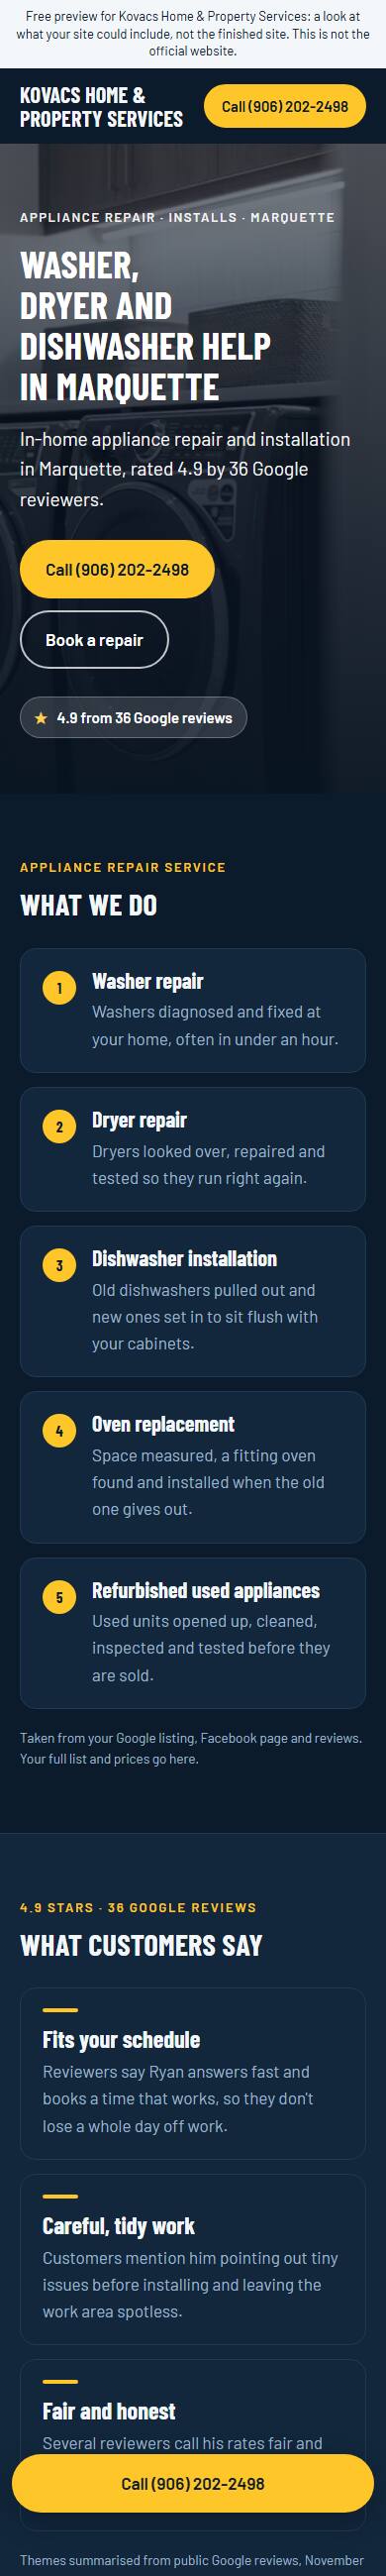 Free preview for Kovacs Home & Property Services: a look at
what your site could include, not the finished site. This is not the
official website.
KOVACS HOME &
PROPERTY SERVICES
Call (906) 202-2498
APPLIANCE REPAIR · INSTALLS · MARQUETTE
WASHER,
DRYER AND
DISHWASHER HELP
IN MARQUETTE
In-home appliance repair and installation
in Marquette, rated 4.9 by 36 Google
reviewers.
Call (906) 202-2498
Book a repair
★ 4.9 from 36 Google reviews
APPLIANCE REPAIR SERVICE
WHAT WE DO
1 Washer repair
Washers diagnosed and fixed at
your home, often in under an hour.
2 Dryer repair
Dryers looked over, repaired and
tested so they run right again.
3 Dishwasher installation
Old dishwashers pulled out and
new ones set in to sit flush with
your cabinets.
4 Oven replacement
Space measured, a fitting oven
found and installed when the old
one gives out.
5 Refurbished used appliances
Used units opened up, cleaned,
inspected and tested before they
are sold.
Taken from your Google listing, Facebook page and reviews.
Your full list and prices go here.
4.9 STARS · 36 GOOGLE REVIEWS
WHAT CUSTOMERS SAY
Fits your schedule
Reviewers say Ryan answers fast and
books a time that works, so they don't
lose a whole day off work.
Careful, tidy work
Customers mention him pointing out tiny
issues before installing and leaving the
work area spotless.
Fair and honest
Several reviewers call his rates fair and
Call (906) 202-2498
Themes summarised from public Google reviews, November